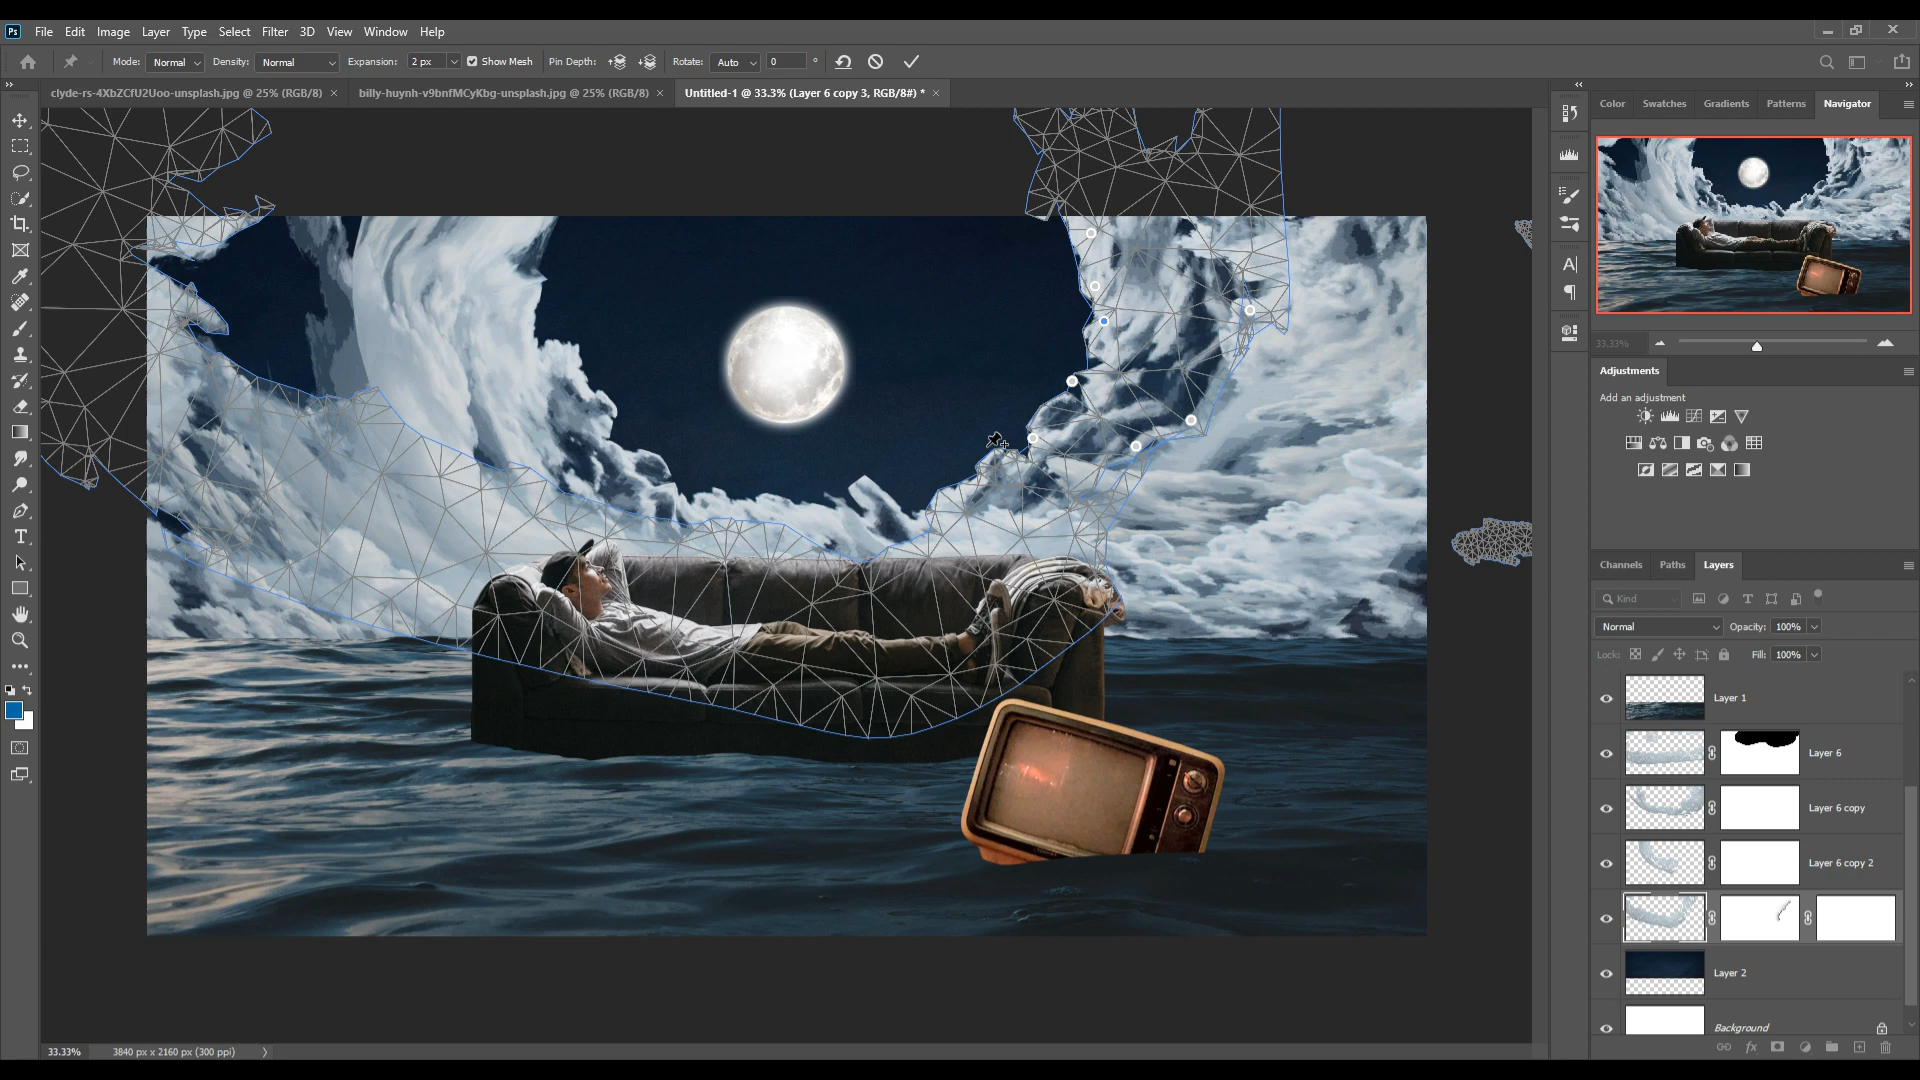 Ps File Edit Image Layer Type Select Filter 3D View Window Help
Mode: Normal Density: Normal Expansion: 2 px Show Mesh Pin Depth: Rotate: Auto 0 °
clyde-rs-4XbZCfU2Uoo-unsplash.jpg @ 25% (RGB/8) × billy-huynh-v9bnfMCyKbg-unsplash.jpg @ 25% (RGB/8) × Untitled-1 @ 33.3% (Layer 6 copy 3, RGB/8#) * ×
Color Swatches Gradients Patterns Navigator
33.33%
Adjustments
Add an adjustment
Channels Paths Layers
Kind
Normal Opacity: 100%
Lock: Fill: 100%
Layer 1
Layer 6
Layer 6 copy
Layer 6 copy 2
Layer 2
Background
fx
33.33% 3840 px x 2160 px (300 ppi)